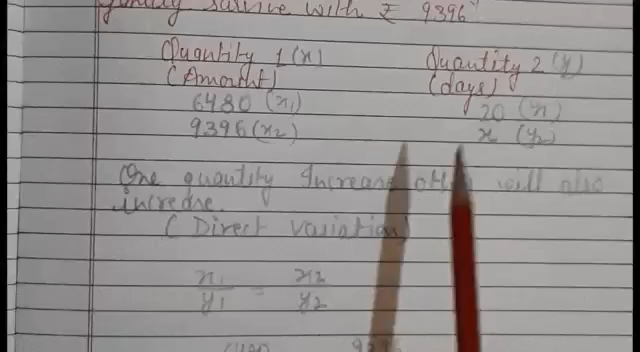 family survive with ₹ 9396?
Quantity 1 (x) Quantity 2 (y)
(Amount) (days)
6480 (x1) 20 (y1)
9396 (x2) x (y2)
One quantity Increase other will also
increase.
(Direct Variation)
x1/y1 = x2/y2